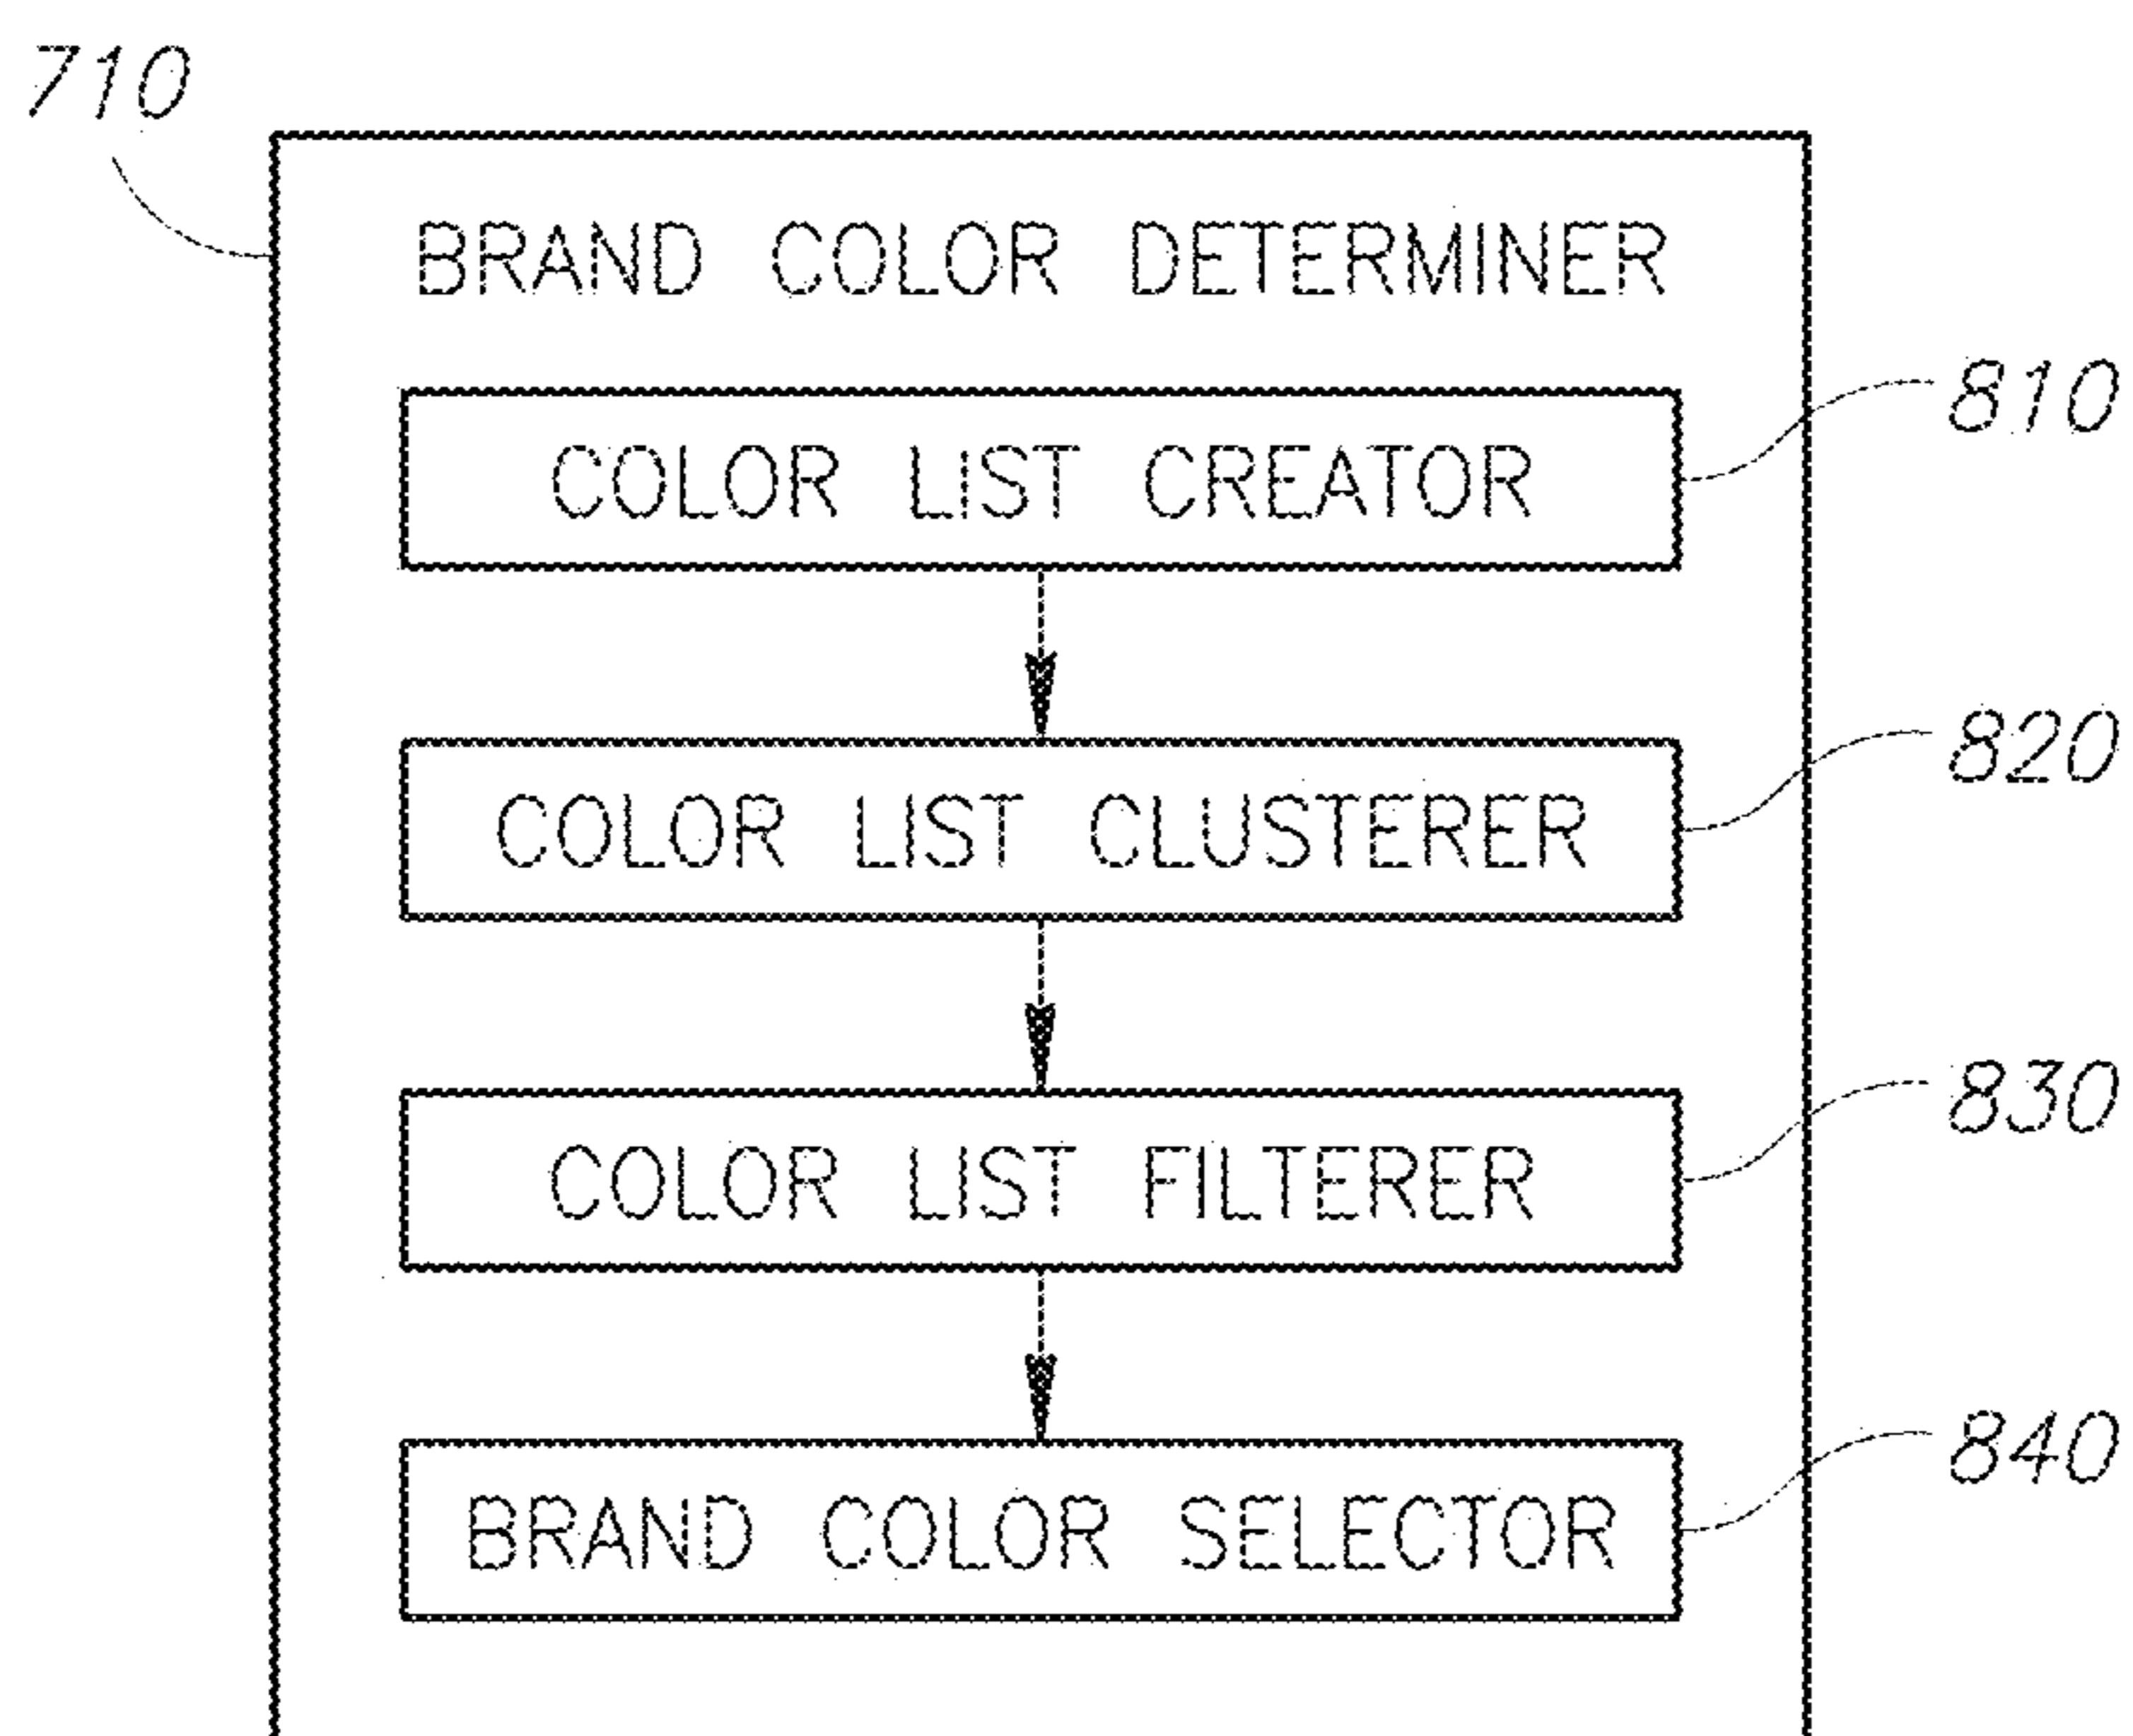 710
BRAND COLOR DETERMINER
810
COLOR LIST CREATOR
820
COLOR LIST CLUSTERER
830
COLOR LIST FILTERER
840
BRAND COLOR SELECTOR